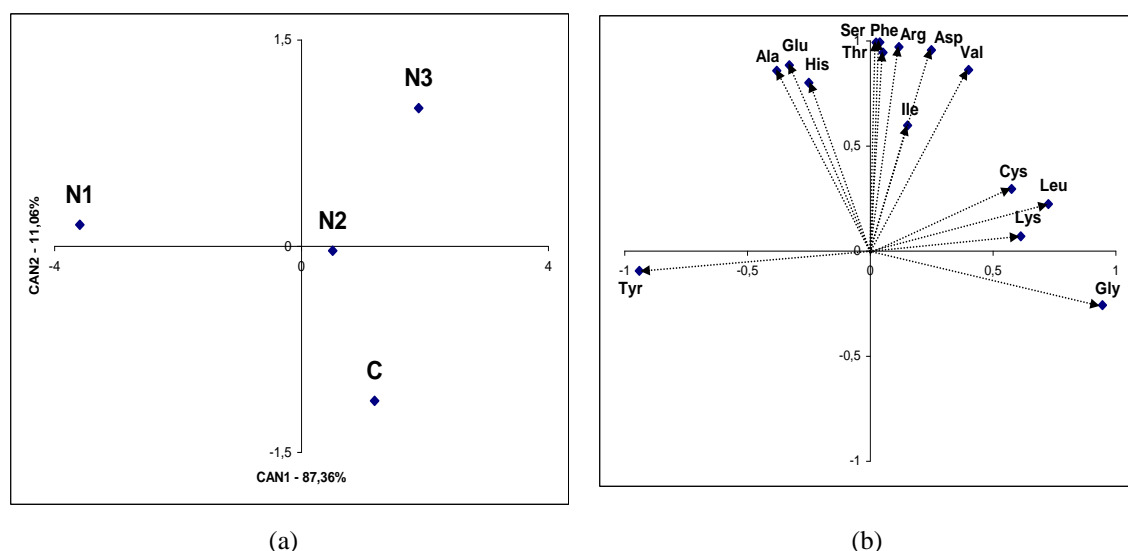 1,5
N3
N1
N2
0
-4
0
4
C
-1,5
CAN2 - 11,06%
CAN1 - 87,36%
(a)
Ser Phe Arg Asp
1
Thr
Val
Ala Glu His
Ile
0,5
Cys
Leu
Lys
0
-1 -0,5 0 0,5 1
Tyr
Gly
-0,5
-1
(b)